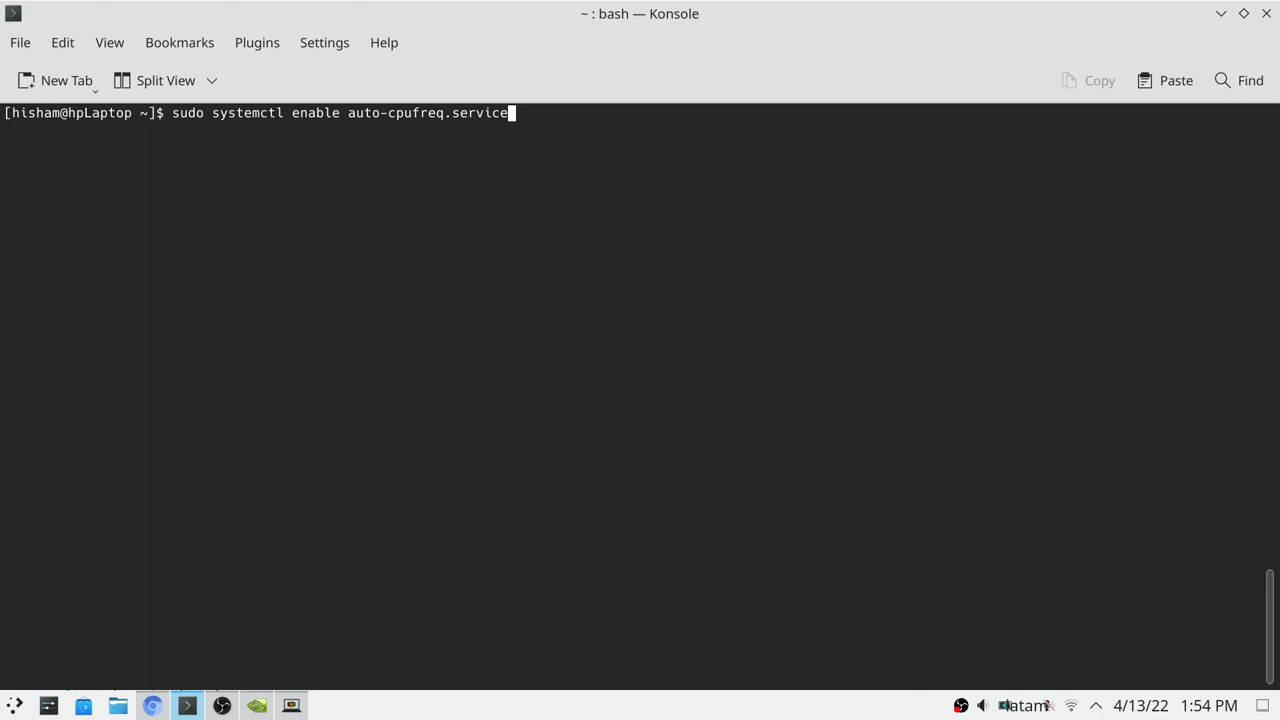 ~ : bash — Konsole
File Edit View Bookmarks Plugins Settings Help
New Tab Split View Copy Paste Find
[hisham@hpLaptop ~]$ sudo systemctl enable auto-cpufreq.service
4/13/22 1:54 PM